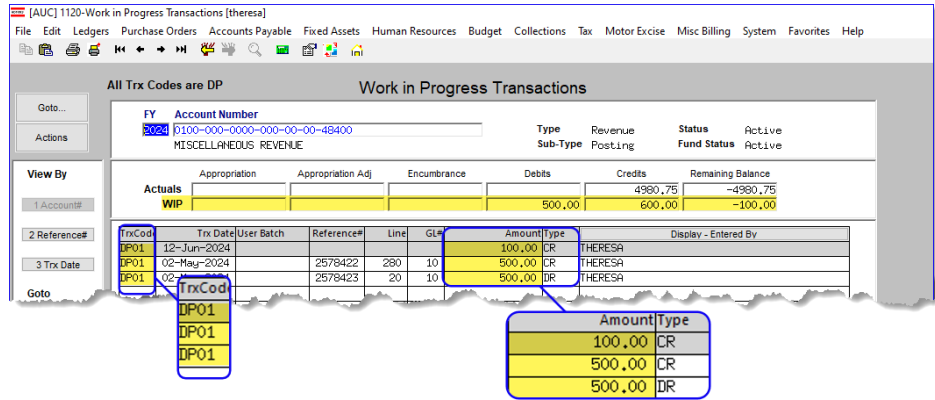 [AUC] 1120-Work in Progress Transactions [theresa]
File Edit Ledgers Purchase Orders Accounts Payable Fixed Assets Human Resources Budget Collections Tax Motor Excise Misc Billing System Favorites Help
All Trx Codes are DP
Work in Progress Transactions
Goto...
Actions
FY Account Number
2024 0100-000-0000-000-00-00-48400
MISCELLANEOUS REVENUE
Type Revenue Status Active
Sub-Type Posting Fund Status Active
View By
1 Account#
2 Reference#
3 Trx Date
Goto
Appropriation Appropriation Adj Encumbrance Debits Credits Remaining Balance
Actuals 4980.75 -4980.75
WIP 500.00 600.00 -100.00
TrxCode Trx Date User Batch Reference# Line GL# Amount Type Display - Entered By
DP01 12-Jun-2024 100.00 CR THERESA
DP01 02-May-2024 2578422 280 10 500.00 CR THERESA
DP01 02-May-2024 2578423 20 10 500.00 DR THERESA
TrxCod
DP01
DP01
DP01
Amount Type
100.00 CR
500.00 CR
500.00 DR